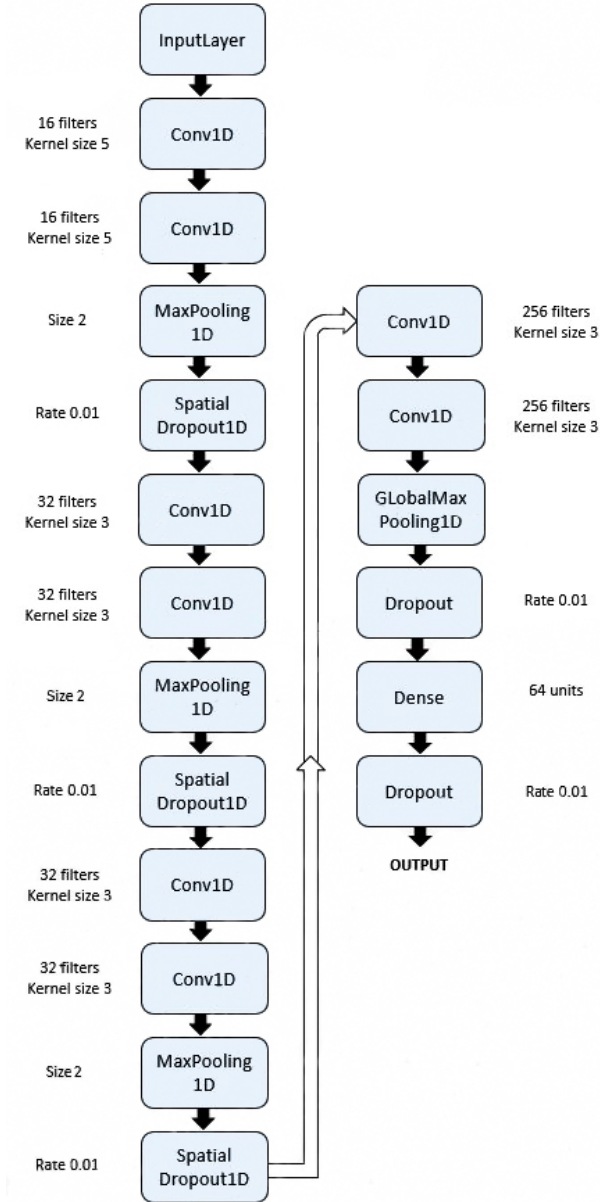 InputLayer
16 filters
Kernel size 5
Conv1D
16 filters
Kernel size 5
Conv1D
Size 2
MaxPooling
1D
Rate 0.01
Spatial
Dropout1D
32 filters
Kernel size 3
Conv1D
32 filters
Kernel size 3
Conv1D
Size 2
MaxPooling
1D
Rate 0.01
Spatial
Dropout1D
32 filters
Kernel size 3
Conv1D
32 filters
Kernel size 3
Conv1D
Size 2
MaxPooling
1D
Rate 0.01
Spatial
Dropout1D
Conv1D
256 filters
Kernel size 3
Conv1D
256 filters
Kernel size 3
GLobalMax
Pooling1D
Dropout
Rate 0.01
Dense
64 units
Dropout
Rate 0.01
OUTPUT